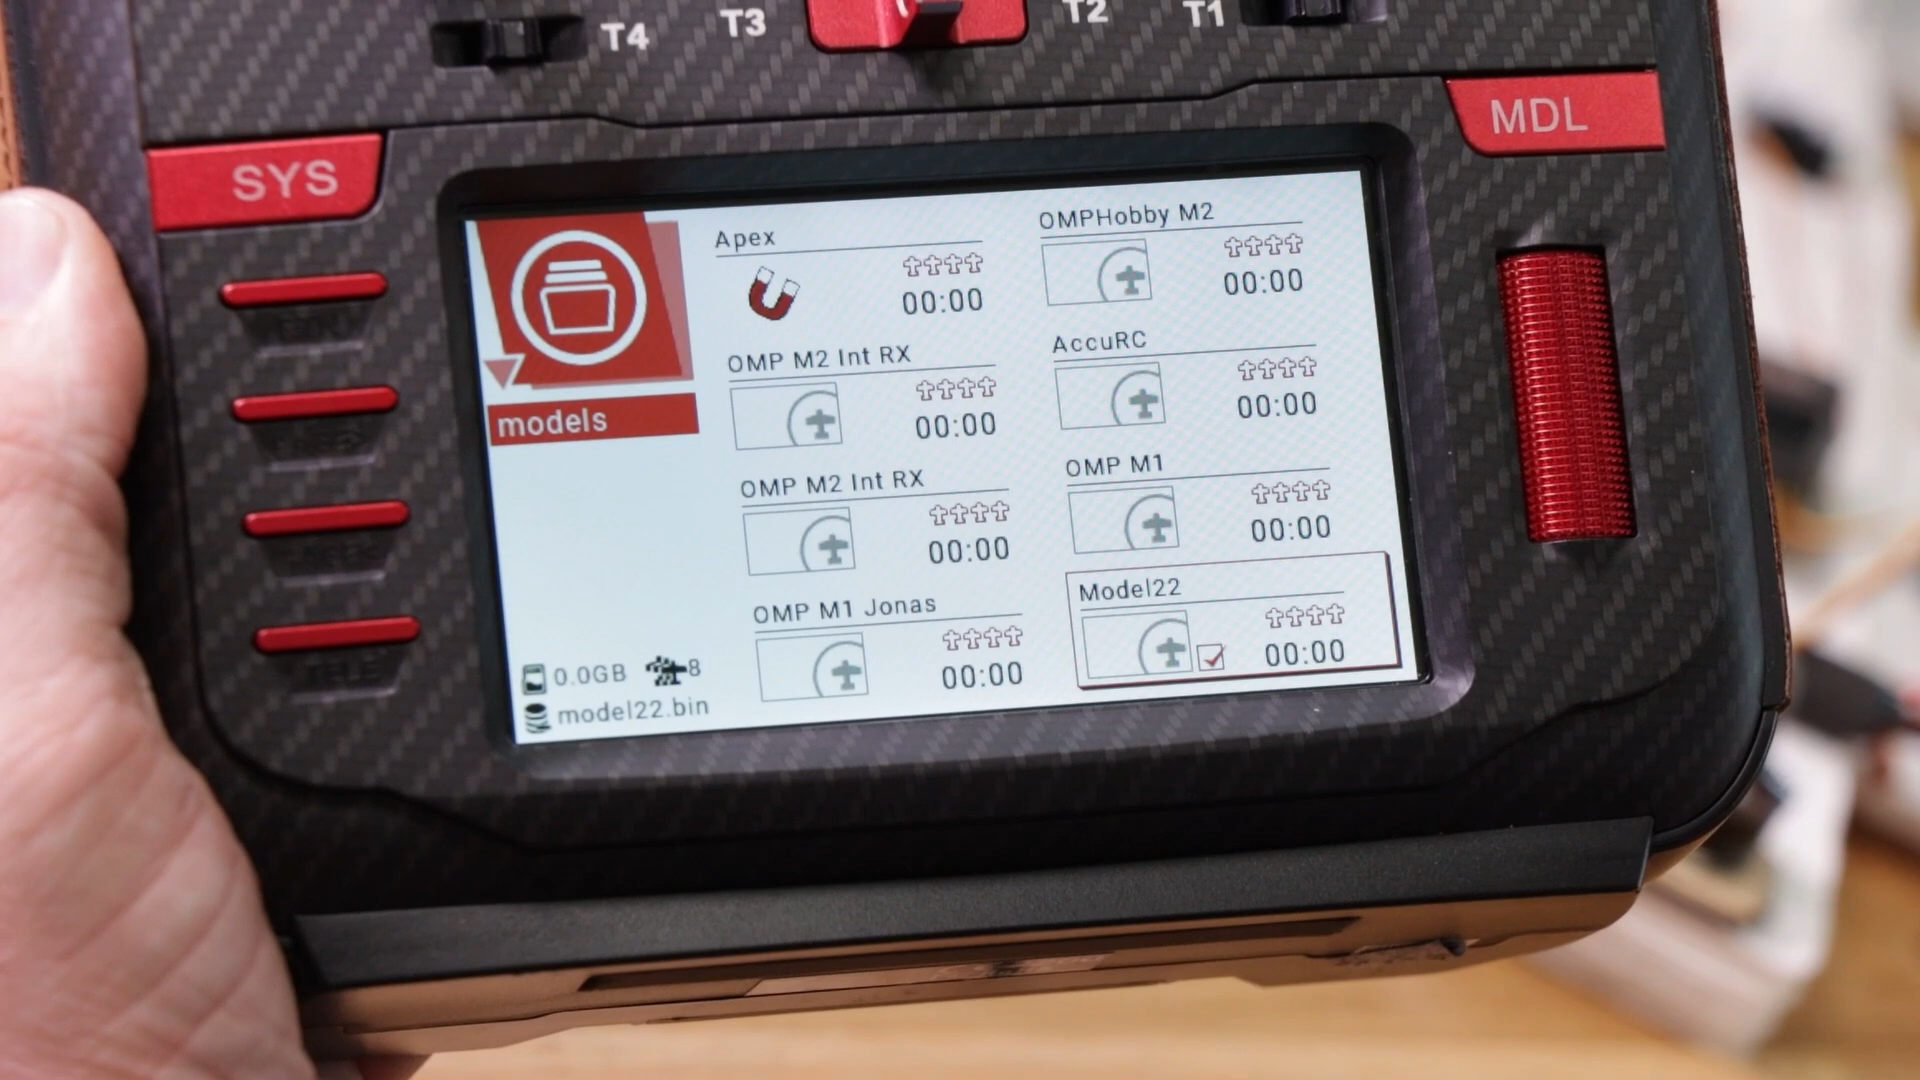 T4
T3
T2
T1
SYS
MDL
models
0.0GB
8
model22.bin
Apex
00:00
OMPHobby M2
00:00
OMP M2 Int RX
00:00
AccuRC
00:00
OMP M2 Int RX
00:00
OMP M1
00:00
OMP M1 Jonas
00:00
Model22
00:00
TELE